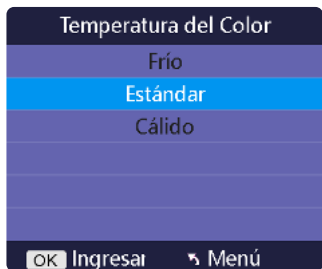 Temperatura del Color
Frío
Estándar
Cálido
OK Ingresar Menú